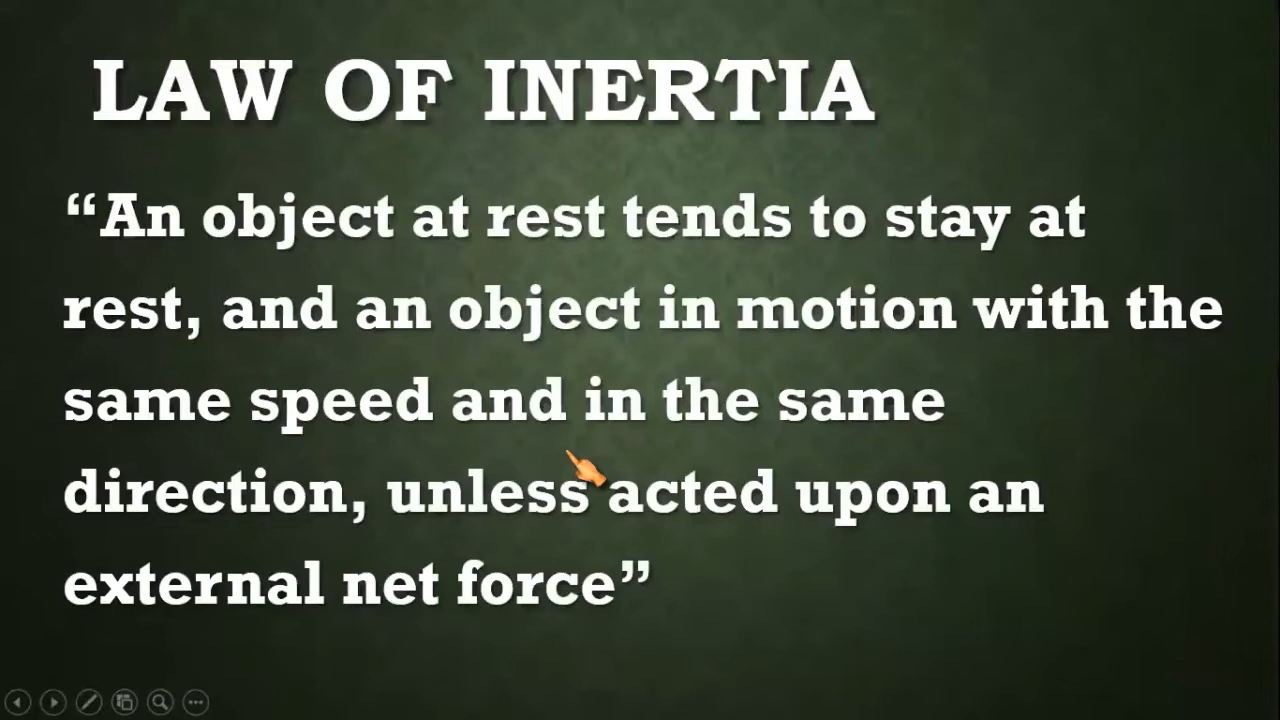 LAW OF INERTIA
“An object at rest tends to stay at
rest, and an object in motion with the
same speed and in the same
direction, unless acted upon an
external net force”